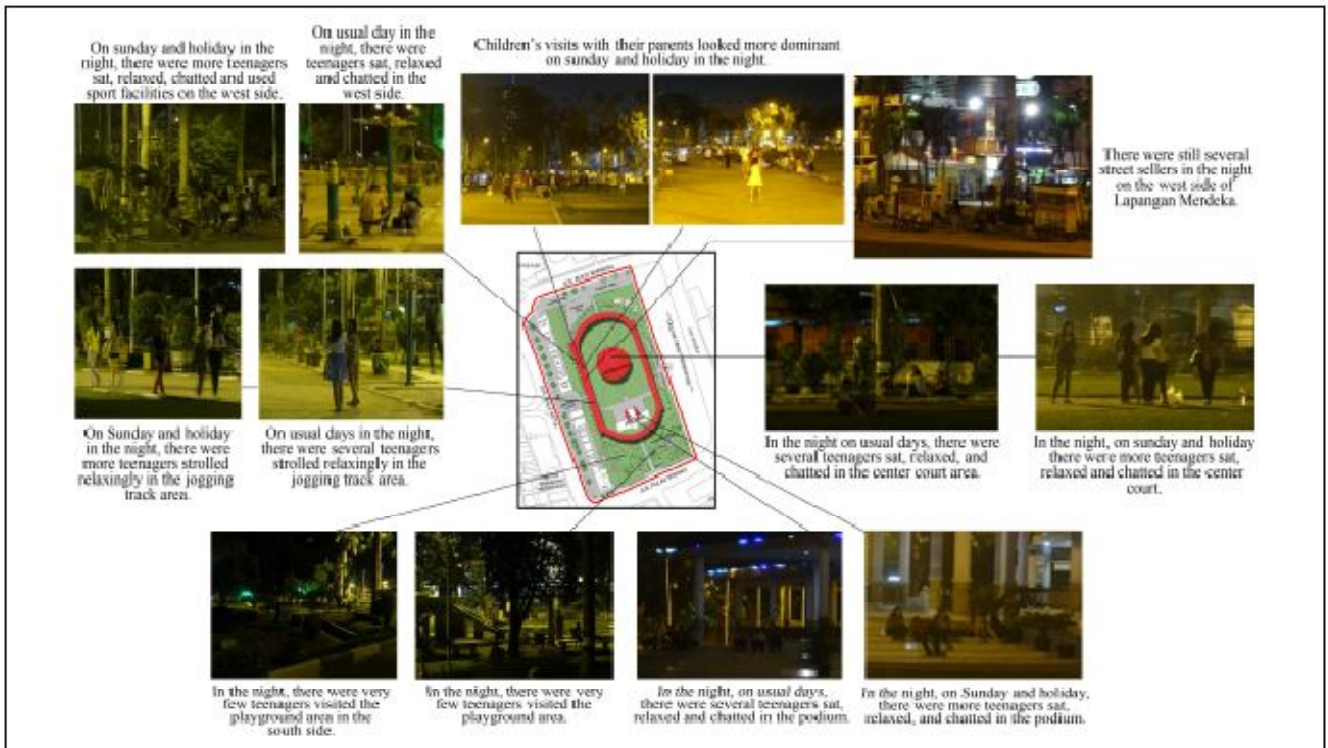 On sunday and holiday in the
night, there were more teenagers
sat, relaxed, chatted and used
sport facilities on the west side.
On usual day in the
night, there were
teenagers sat, relaxed
and chatted in the
west side.
Children's visits with their parents looked more dominant
on sunday and holiday in the night.
There were still several
street sellers in the night
on the west side of
Lapangan Merdeka.
On Sunday and holiday
in the night, there were
more teenagers strolled
relaxingly in the jogging
track area.
On usual days in the night,
there were several teenagers
strolled relaxingly in the
jogging track area.
In the night on usual days, there were
several teenagers sat, relaxed, and
chatted in the center court area.
In the night, on sunday and holiday
there were more teenagers sat,
relaxed and chatted in the center
court.
In the night, there were very
few teenagers visited the
playground area in the
south side.
In the night, there were very
few teenagers visited the
playground area.
In the night, on usual days,
there were several teenagers sat,
relaxed and chatted in the podium.
In the night, on Sunday and holiday,
there were more teenagers sat,
relaxed, and chatted in the podium.